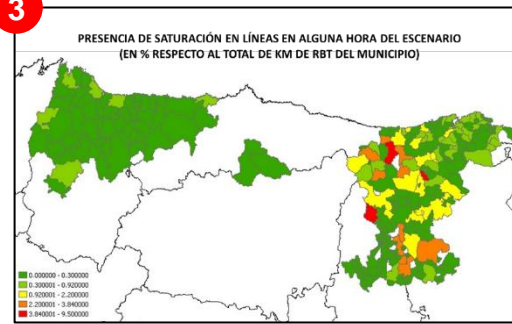 3
PRESENCIA DE SATURACIÓN EN LÍNEAS EN ALGUNA HORA DEL ESCENARIO
(EN % RESPECTO AL TOTAL DE KM DE RBT DEL MUNICIPIO)
0.000000 - 0.300000
0.300001 - 0.920000
0.920001 - 2.200000
2.200001 - 3.840000
3.840001 - 9.500000